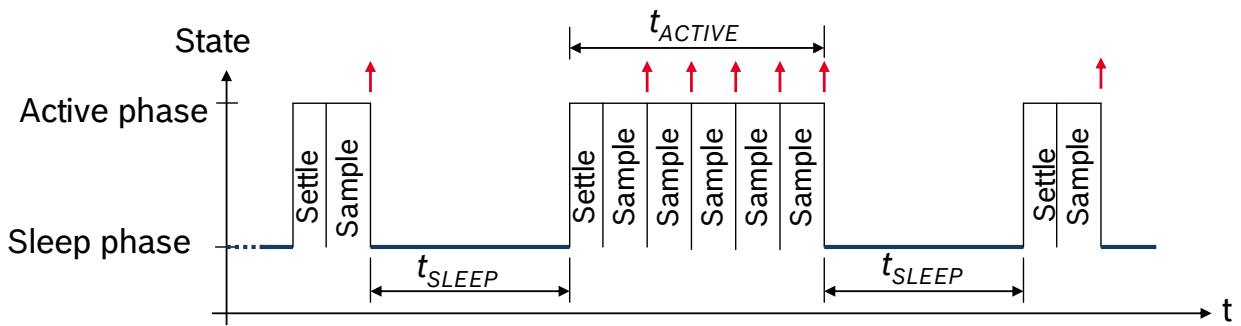 t_ACTIVE
State
Active phase
Settle
Sample
Settle
Sample
Sample
Sample
Sample
Sample
Settle
Sample
Sleep phase
t_SLEEP
t_SLEEP
t